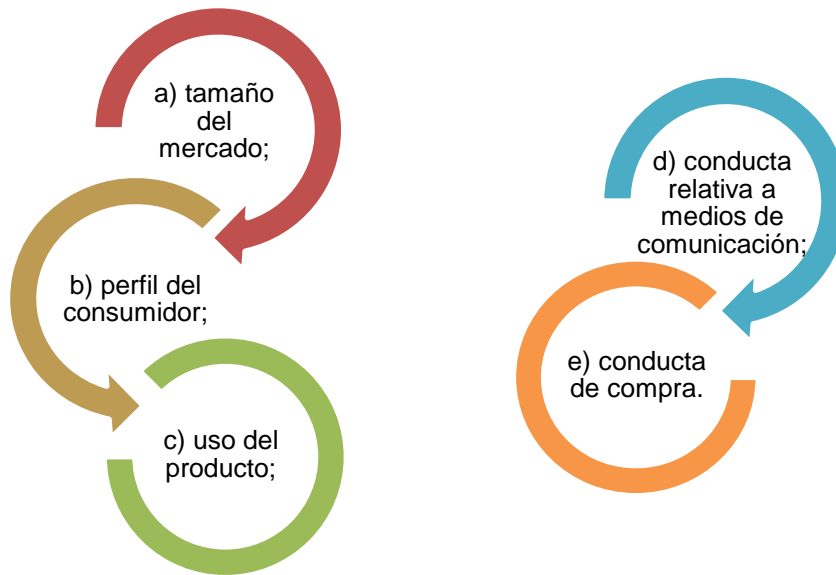 a) tamaño
del
mercado;
b) perfil del
consumidor;
c) uso del
producto;
d) conducta
relativa a
medios de
comunicación;
e) conducta
de compra.